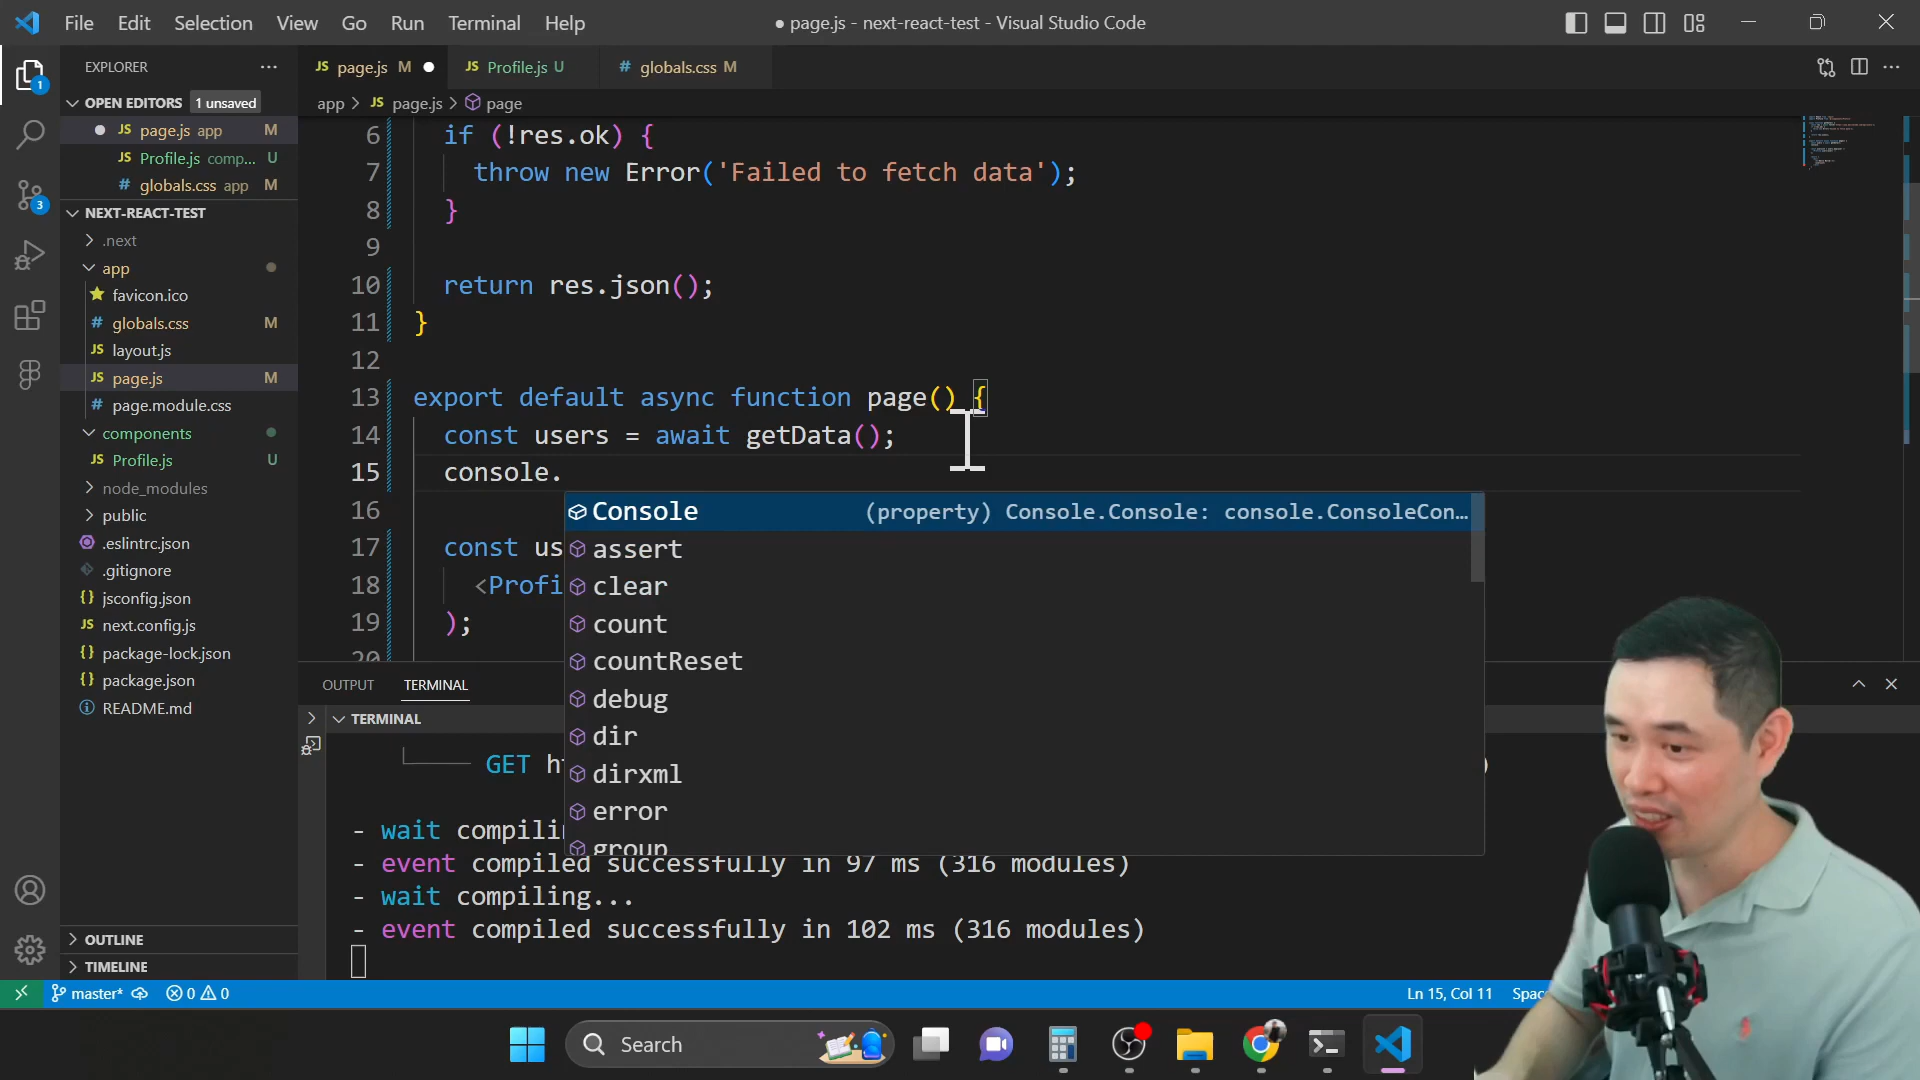 File Edit Selection View Go Run Terminal Help
● page.js - next-react-test - Visual Studio Code
EXPLORER
OPEN EDITORS 1 unsaved
JS page.js app M
JS Profile.js comp... U
# globals.css app M
NEXT-REACT-TEST
.next
app
favicon.ico
# globals.css M
JS layout.js
JS page.js M
# page.module.css
components
JS Profile.js U
node_modules
public
.eslintrc.json
.gitignore
{} jsconfig.json
JS next.config.js
{} package-lock.json
{} package.json
README.md
OUTLINE
TIMELINE
1
3
JS page.js M ●
JS Profile.js U
# globals.css M
app > JS page.js > page
6 if (!res.ok) {
7 throw new Error('Failed to fetch data');
8 }
9
10 return res.json();
11 }
12
13 export default async function page() {
14 const users = await getData();
15 console.
16
17 const us
18 <Profi
19 );
20
Console (property) Console.Console: console.ConsoleCon…
assert
clear
count
countReset
debug
dir
dirxml
error
group
OUTPUT TERMINAL
TERMINAL
GET ht
- wait compilin
- event compiled successfully in 97 ms (316 modules)
- wait compiling...
- event compiled successfully in 102 ms (316 modules)
master* 0 0 Ln 15, Col 11 Spac
Search